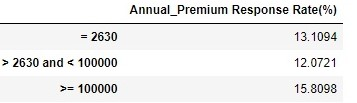 Annual_Premium Response Rate(%)
= 2630 13.1094
> 2630 and < 100000 12.0721
>= 100000 15.8098